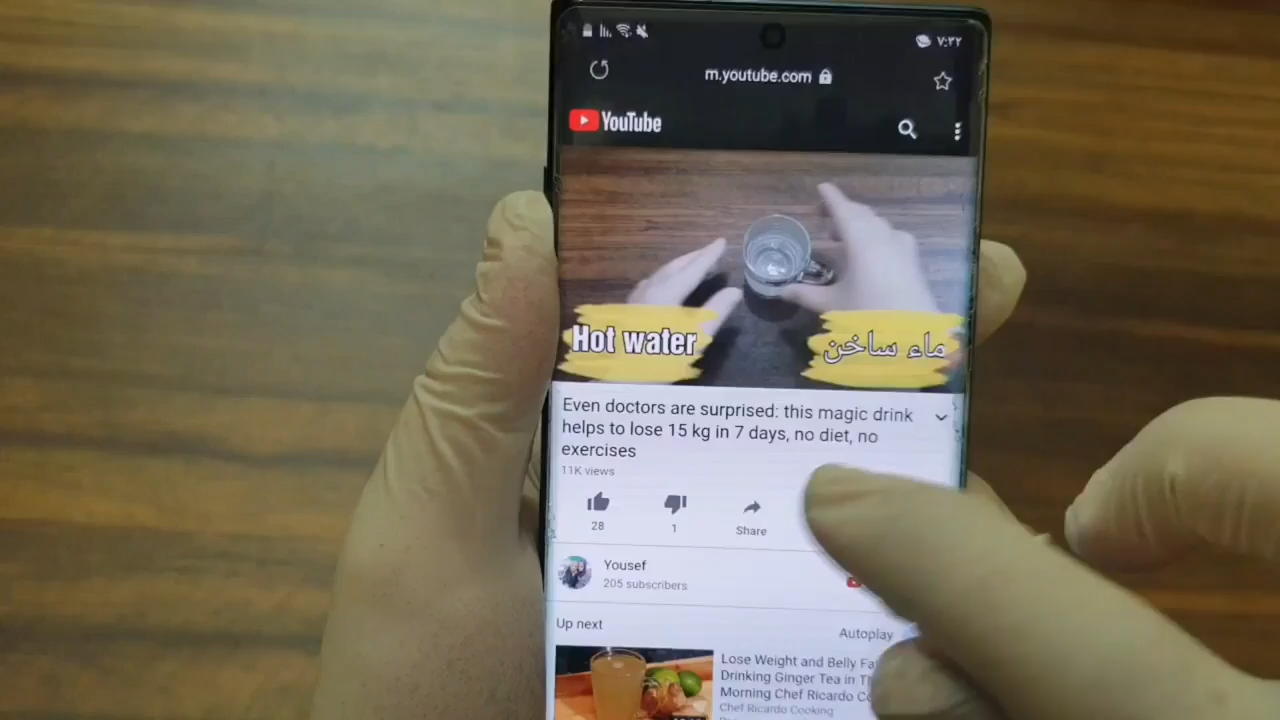 ٧:٣٢
m.youtube.com
YouTube
Hot water
ماء ساخن
Even doctors are surprised: this magic drink
helps to lose 15 kg in 7 days, no diet, no
exercises
11K views
28
1
Share
Yousef
205 subscribers
Up next
Autoplay
Lose Weight and Belly
Drinking Ginger Tea in
Morning Chef Ricardo
Chef Ricardo Cooking